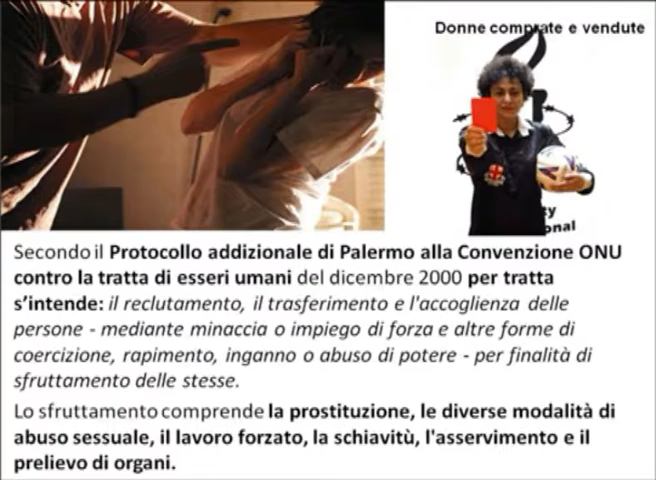 Donne comprate e vendute
ty
onal
Secondo il Protocollo addizionale di Palermo alla Convenzione ONU
contro la tratta di esseri umani del dicembre 2000 per tratta
s'intende: il reclutamento, il trasferimento e l'accoglienza delle
persone - mediante minaccia o impiego di forza e altre forme di
coercizione, rapimento, inganno o abuso di potere - per finalità di
sfruttamento delle stesse.
Lo sfruttamento comprende la prostituzione, le diverse modalità di
abuso sessuale, il lavoro forzato, la schiavitù, l'asservimento e il
prelievo di organi.